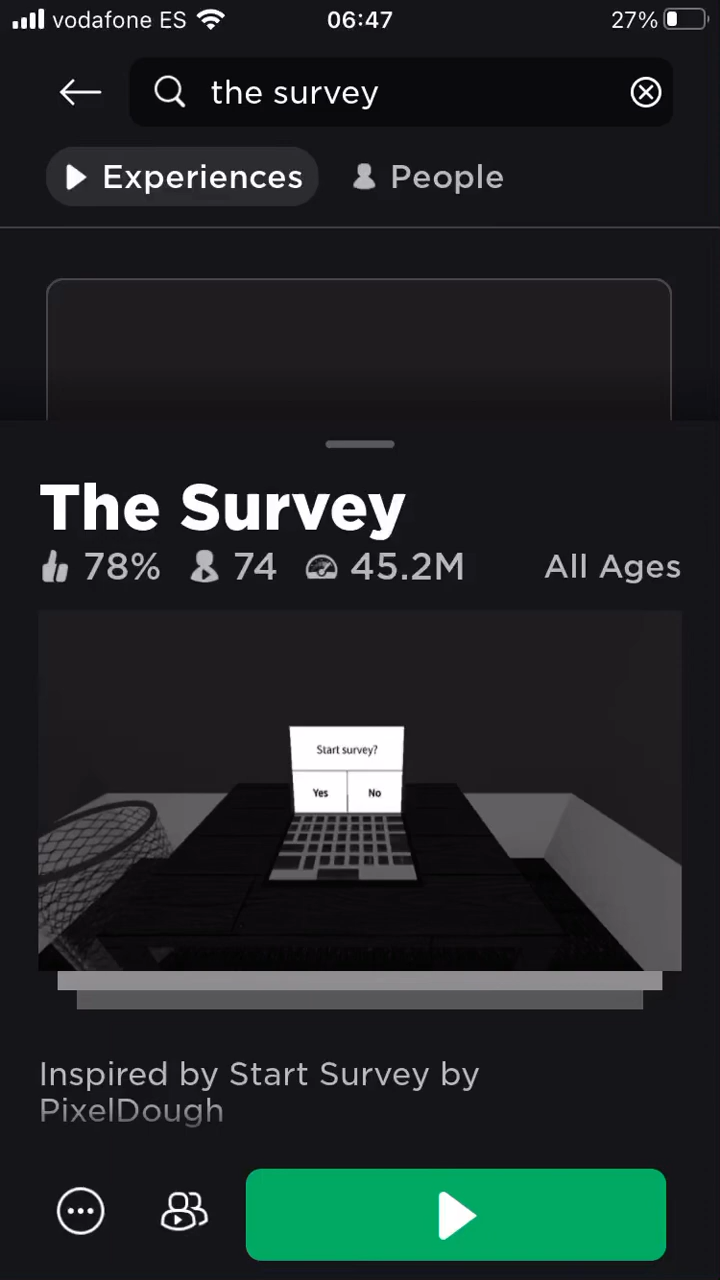 vodafone ES 06:47 27%
the survey
Experiences People
The Survey
78% 74 45.2M All Ages
Start survey?
Yes No
Inspired by Start Survey by
PixelDough